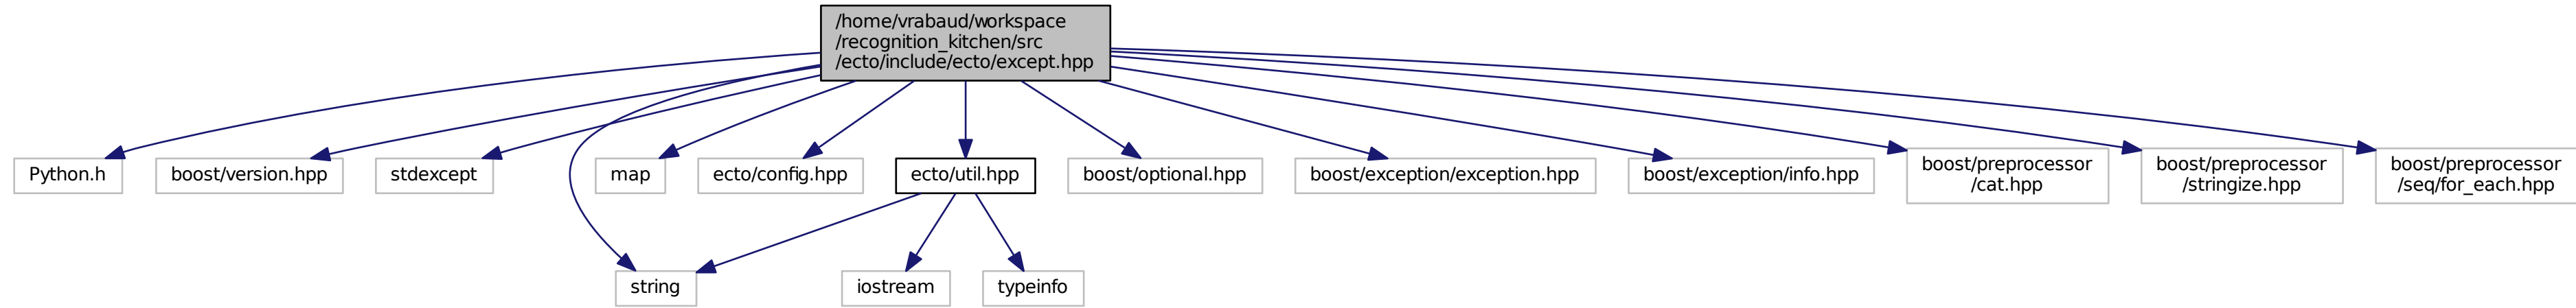 /home/vrabaud/workspace
/recognition_kitchen/src
/ecto/include/ecto/except.hpp
Python.h
boost/version.hpp
stdexcept
map
ecto/config.hpp
ecto/util.hpp
boost/optional.hpp
boost/exception/exception.hpp
boost/exception/info.hpp
boost/preprocessor
/cat.hpp
boost/preprocessor
/stringize.hpp
boost/preprocessor
/seq/for_each.hpp
string
iostream
typeinfo